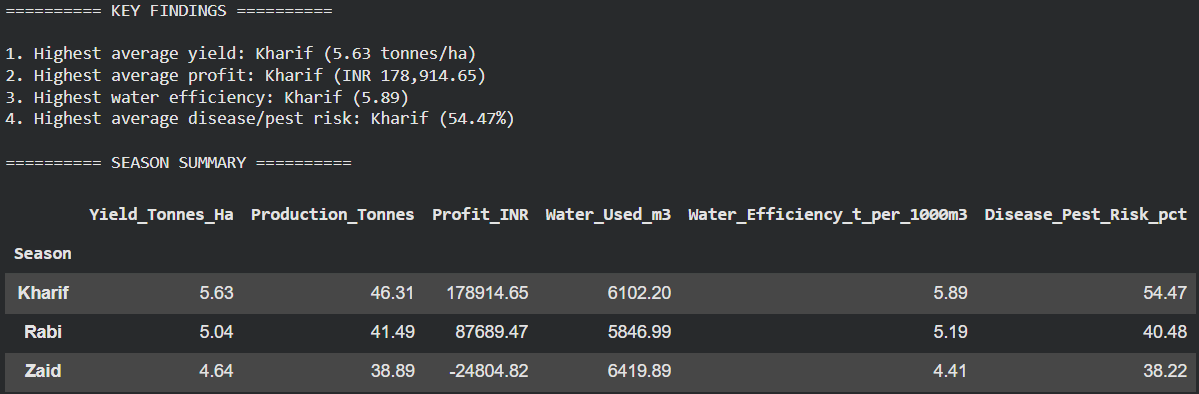 ========== KEY FINDINGS ==========
1. Highest average yield: Kharif (5.63 tonnes/ha)
2. Highest average profit: Kharif (INR 178,914.65)
3. Highest water efficiency: Kharif (5.89)
4. Highest average disease/pest risk: Kharif (54.47%)
========== SEASON SUMMARY ==========
Yield_Tonnes_Ha Production_Tonnes Profit_INR Water_Used_m3 Water_Efficiency_t_per_1000m3 Disease_Pest_Risk_pct
Season
Kharif 5.63 46.31 178914.65 6102.20 5.89 54.47
Rabi 5.04 41.49 87689.47 5846.99 5.19 40.48
Zaid 4.64 38.89 -24804.82 6419.89 4.41 38.22